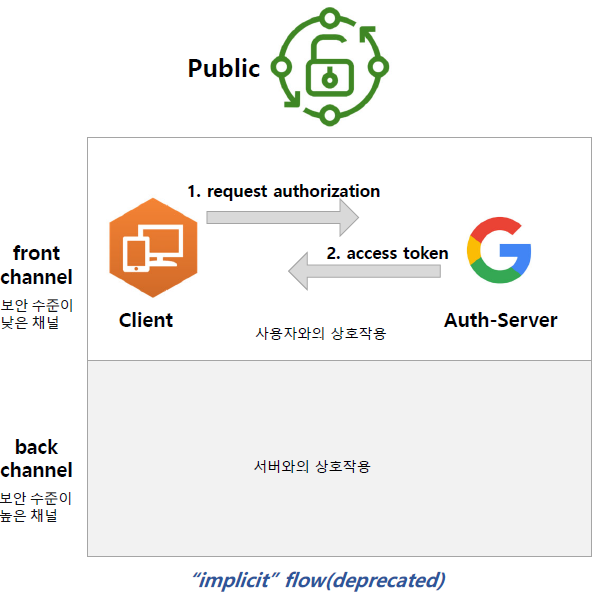 Public
1. request authorization
2. access token
front
channel
보안 수준이
낮은 채널
Client
Auth-Server
사용자와의 상호작용
back
channel
보안 수준이
높은 채널
서버와의 상호작용
“implicit” flow(deprecated)